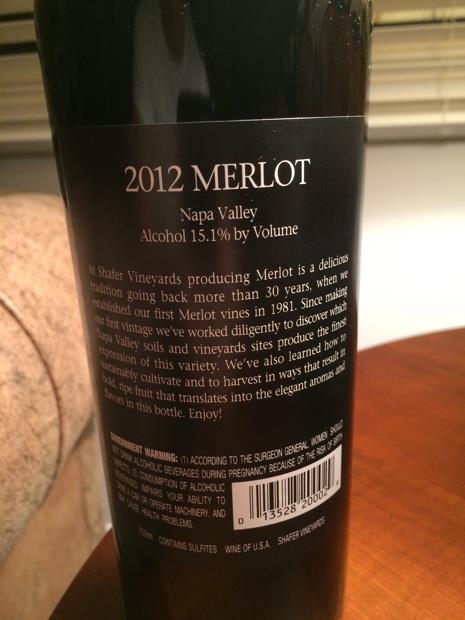 2012 MERLOT
Napa Valley
Alcohol 15.1% by Volume
At Shafer Vineyards producing Merlot is a delicious
tradition going back more than 30 years, when we
established our first Merlot vines in 1981. Since making
our first vintage we've worked diligently to discover which
Napa Valley soils and vineyards sites produce the finest
expression of this variety. We've also learned how to
sustainably cultivate and to harvest in ways that result in
bold, ripe fruit that translates into the elegant aromas and
flavors in this bottle. Enjoy!
GOVERNMENT WARNING: (1) ACCORDING TO THE SURGEON GENERAL, WOMEN SHOULD
NOT DRINK ALCOHOLIC BEVERAGES DURING PREGNANCY BECAUSE OF THE RISK OF BIRTH
DEFECTS. (2) CONSUMPTION OF ALCOHOLIC
BEVERAGES IMPAIRS YOUR ABILITY TO
DRIVE A CAR OR OPERATE MACHINERY, AND
MAY CAUSE HEALTH PROBLEMS.
0 13528 20002 9
750ml CONTAINS SULFITES WINE OF U.S.A. SHAFER VINEYARDS